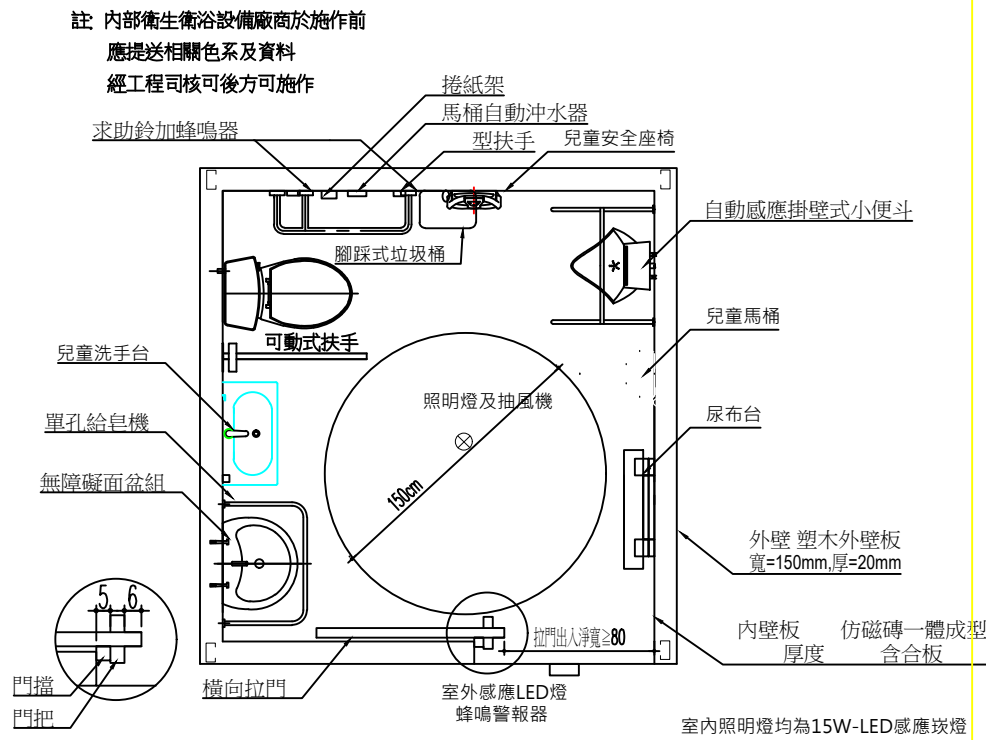 註: 內部衛生衛浴設備廠商於施作前
應提送相關色系及資料
經工程司核可後方可施作
捲紙架
馬桶自動沖水器
求助鈴加蜂鳴器
型扶手
兒童安全座椅
自動感應掛壁式小便斗
腳踩式垃圾桶
兒童馬桶
可動式扶手
兒童洗手台
照明燈及抽風機
尿布台
單孔給皂機
無障礙面盆組
150cm
外壁 塑木外壁板
寬=150mm,厚=20mm
5 6
拉門出入淨寬≥80
內壁板 仿磁磚一體成型
厚度 含合板
門擋
橫向拉門
室外感應LED燈
蜂鳴警報器
門把
室內照明燈均為15W-LED感應崁燈